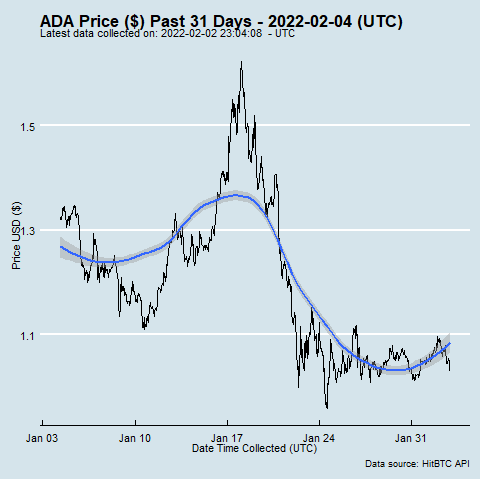 ADA Price ($) Past 31 Days - 2022-02-04 (UTC)
Latest data collected on: 2022-02-02 23:04:08 - UTC
1.5
1.3
1.1
Price USD ($)
Jan 03 Jan 10 Jan 17 Jan 24 Jan 31
Date Time Collected (UTC)
Data source: HitBTC API